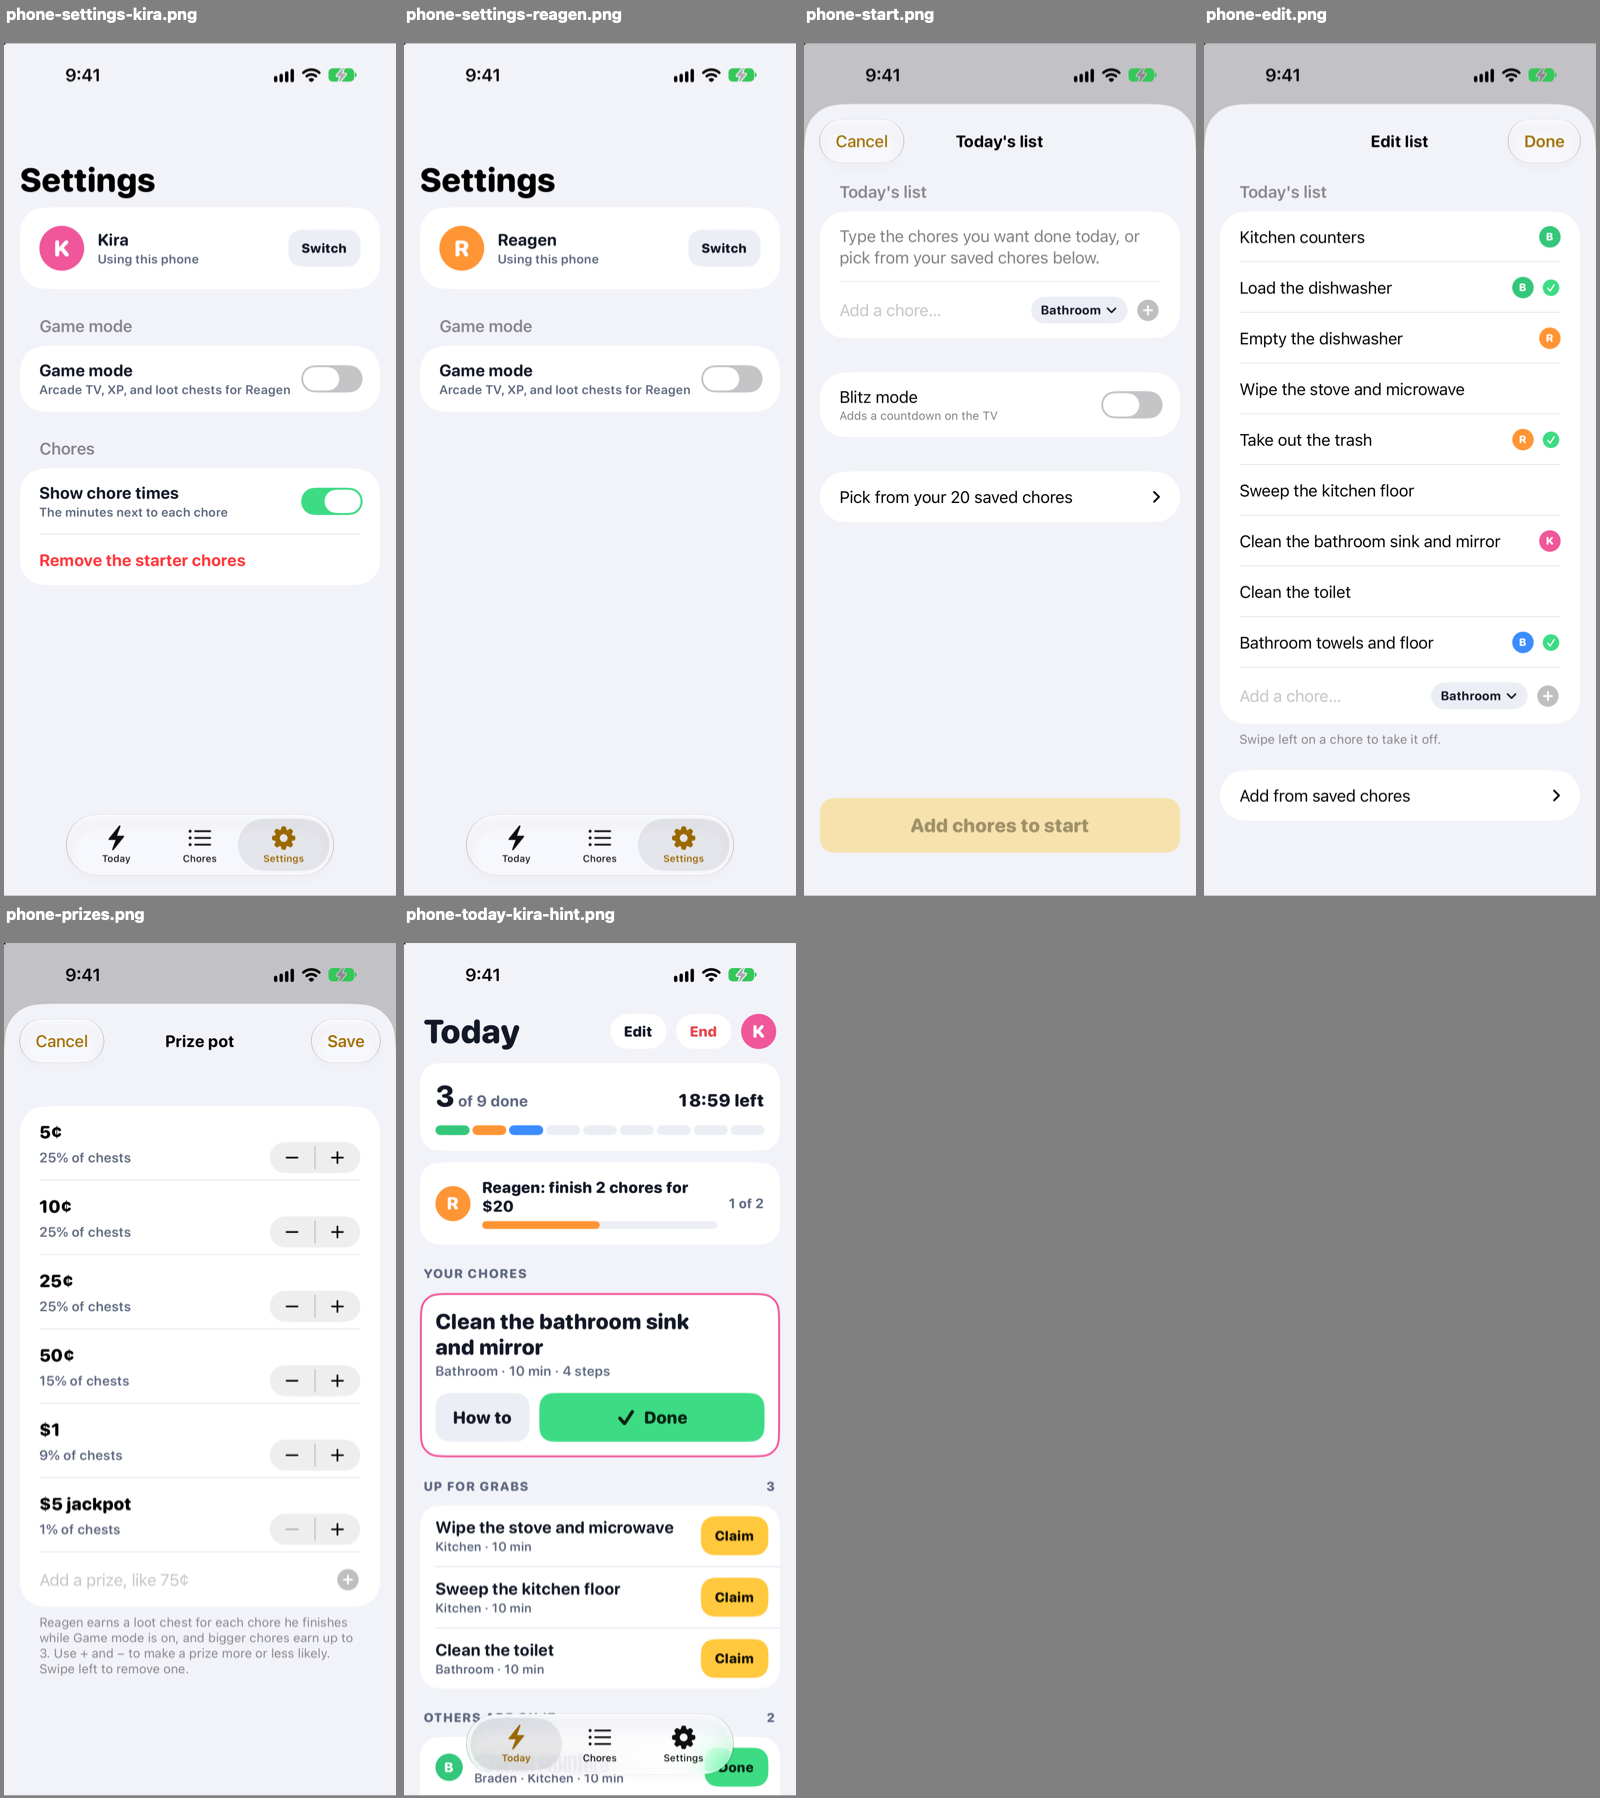 phone-settings-kira.png
9:41
Settings
K
Kira
Using this phone
Switch
Game mode
Game mode
Arcade TV, XP, and loot chests for Reagen
Chores
Show chore times
The minutes next to each chore
Remove the starter chores
Today
Chores
Settings
phone-settings-reagen.png
9:41
Settings
R
Reagen
Using this phone
Switch
Game mode
Game mode
Arcade TV, XP, and loot chests for Reagen
Today
Chores
Settings
phone-start.png
9:41
Cancel
Today's list
Today's list
Type the chores you want done today, or
pick from your saved chores below.
Add a chore...
Bathroom
Blitz mode
Adds a countdown on the TV
Pick from your 20 saved chores
Add chores to start
phone-edit.png
9:41
Edit list
Done
Today's list
Kitchen counters
B
Load the dishwasher
B
Empty the dishwasher
R
Wipe the stove and microwave
Take out the trash
R
Sweep the kitchen floor
Clean the bathroom sink and mirror
K
Clean the toilet
Bathroom towels and floor
B
Add a chore...
Bathroom
Swipe left on a chore to take it off.
Add from saved chores
phone-prizes.png
9:41
Cancel
Prize pot
Save
5¢
25% of chests
10¢
25% of chests
25¢
25% of chests
50¢
15% of chests
$1
9% of chests
$5 jackpot
1% of chests
Add a prize, like 75¢
Reagen earns a loot chest for each chore he finishes
while Game mode is on, and bigger chores earn up to
3. Use + and – to make a prize more or less likely.
Swipe left to remove one.
phone-today-kira-hint.png
9:41
Today
Edit
End
K
3 of 9 done
18:59 left
R
Reagen: finish 2 chores for
$20
1 of 2
YOUR CHORES
Clean the bathroom sink
and mirror
Bathroom · 10 min · 4 steps
How to
Done
UP FOR GRABS
3
Wipe the stove and microwave
Kitchen · 10 min
Claim
Sweep the kitchen floor
Kitchen · 10 min
Claim
Clean the toilet
Bathroom · 10 min
Claim
OTHERS
2
B
Braden · Kitchen · 10 min
Done
Today
Chores
Settings